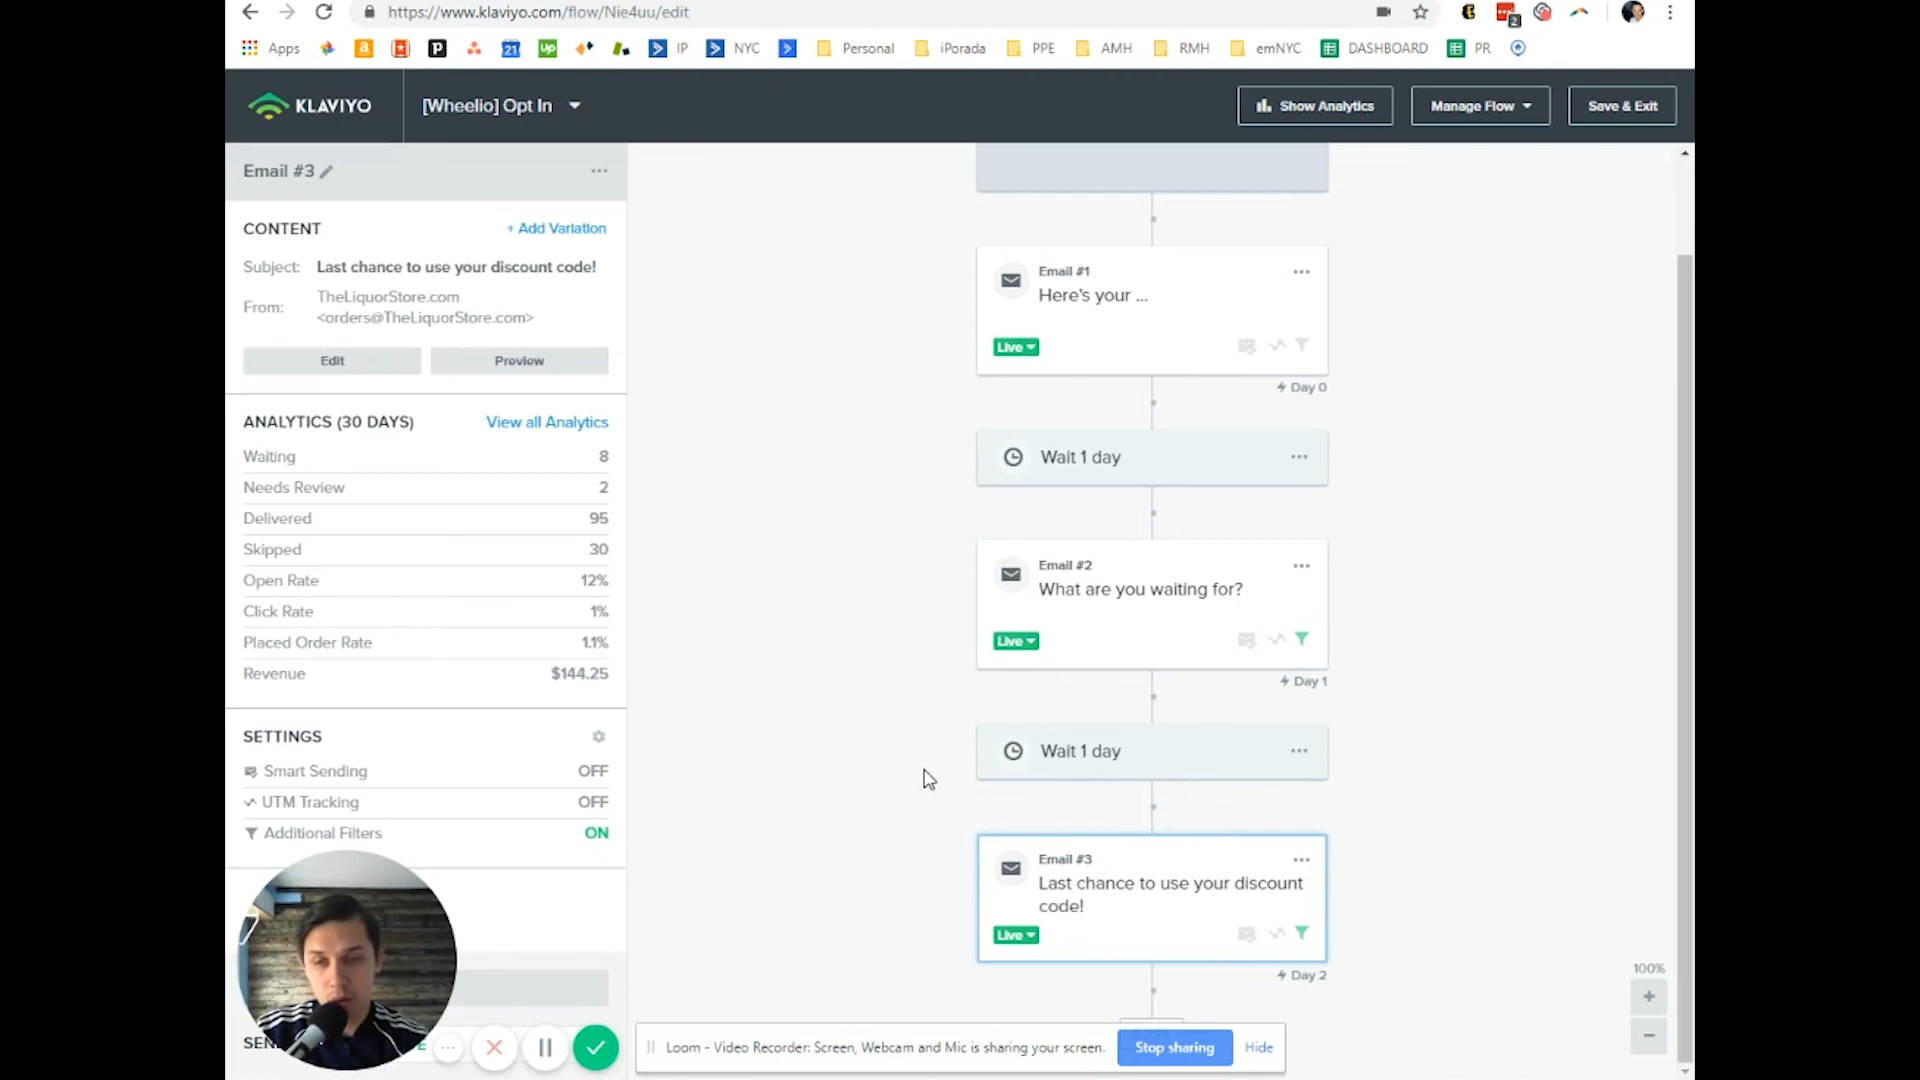 https://www.klaviyo.com/flow/Nie4uu/edit
2
Apps
21
up
IP
NYC
Personal
iPorada
PPE
AMH
RMH
emNYC
DASHBOARD
PR
KLAVIYO
[Wheelio] Opt In
Show Analytics
Manage Flow
Save & Exit
Email #3
CONTENT
+ Add Variation
Subject: Last chance to use your discount code!
From: TheLiquorStore.com
<orders@TheLiquorStore.com>
Edit
Preview
ANALYTICS (30 DAYS)
View all Analytics
Waiting 8
Needs Review 2
Delivered 95
Skipped 30
Open Rate 12%
Click Rate 1%
Placed Order Rate 1.1%
Revenue $144.25
SETTINGS
Smart Sending OFF
UTM Tracking OFF
Additional Filters ON
Email #1
Here's your ...
Live
Day 0
Wait 1 day
Email #2
What are you waiting for?
Live
Day 1
Wait 1 day
Email #3
Last chance to use your discount
code!
Live
Day 2
100%
Loom - Video Recorder: Screen, Webcam and Mic is sharing your screen.
Stop sharing
Hide